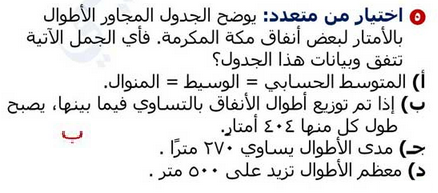 ٥ اختيار من متعدد: يوضح الجدول المجاور الأطوال
بالأمتار لبعض أنفاق مكة المكرمة. فأي الجمل الآتية
تتفق وبيانات هذا الجدول؟
أ) المتوسط الحسابي = الوسيط = المنوال.
ب) إذا تم توزيع أطوال الأنفاق بالتساوي فيما بينها، يصبح
طول كل منها ٤٠٤ أمتار.
ب
جـ) مدى الأطوال يساوي ٢٧٠ مترًا .
د) معظم الأطوال تزيد على ٥٠٠ متر .